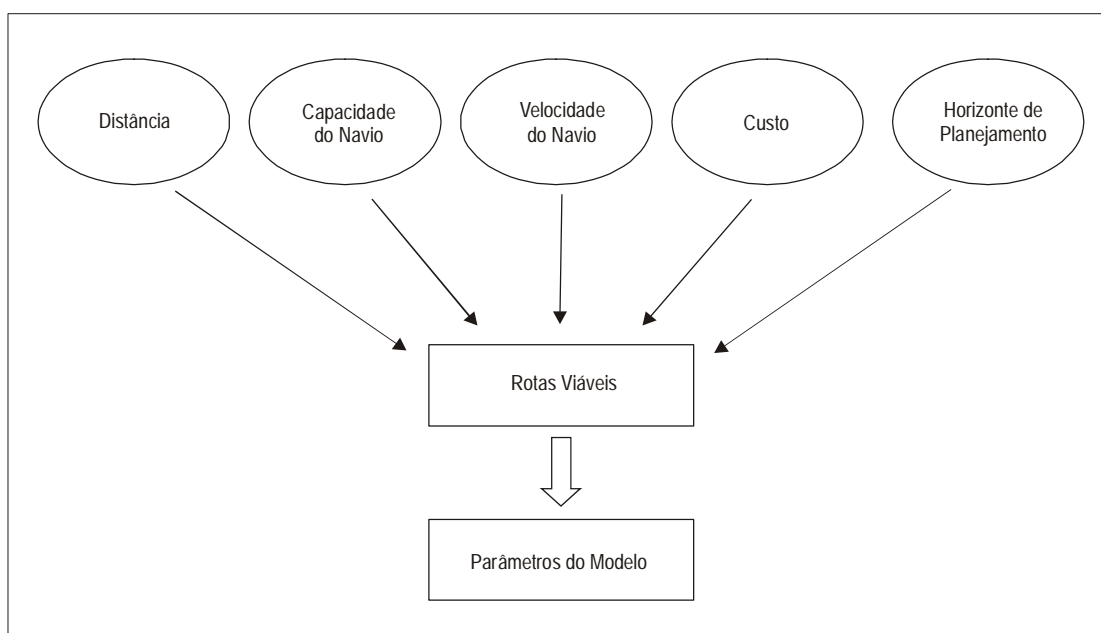 Distância
Capacidade
do Navio
Velocidade
do Navio
Custo
Horizonte de
Planejamento
Rotas Viáveis
Parâmetros do Modelo